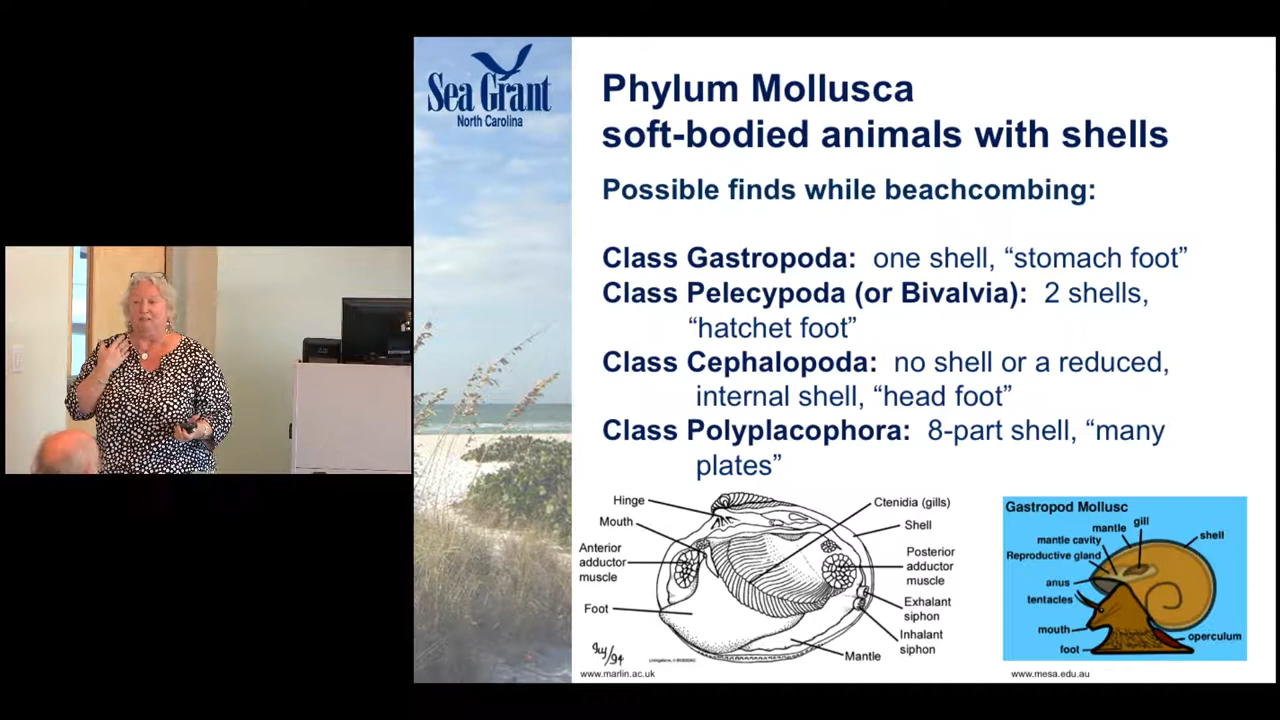 Sea Grant
North Carolina
Phylum Mollusca
soft-bodied animals with shells
Possible finds while beachcombing:
Class Gastropoda: one shell, “stomach foot”
Class Pelecypoda (or Bivalvia): 2 shells,
“hatchet foot”
Class Cephalopoda: no shell or a reduced,
internal shell, “head foot”
Class Polyplacophora: 8-part shell, “many
plates”
Hinge
Mouth
Anterior
adductor
muscle
Foot
Ctenidia (gills)
Shell
Posterior
adductor
muscle
Exhalant
siphon
Inhalant
siphon
Mantle
www.marlin.ac.uk
Gastropod Mollusc
gill
mantle
shell
mantle cavity
Reproductive gland
anus
tentacles
mouth
operculum
foot
www.mesa.edu.au